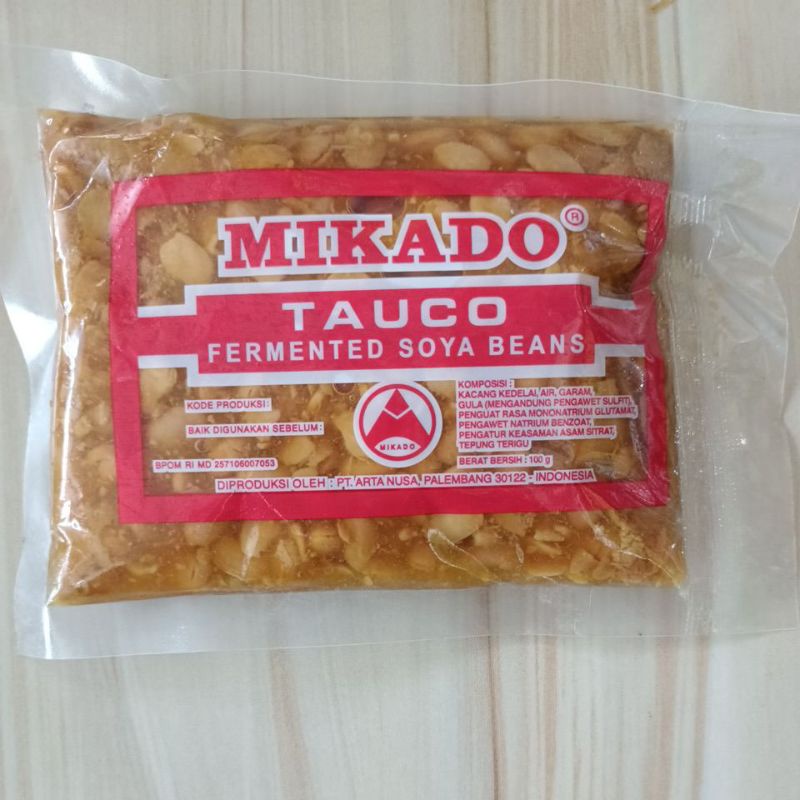 MIKADO ®
TAUCO
FERMENTED SOYA BEANS
KODE PRODUKSI :
BAIK DIGUNAKAN SEBELUM :
BPOM RI MD 257106007053
MIKADO
KOMPOSISI :
KACANG KEDELAI, AIR, GARAM,
GULA (MENGANDUNG PENGAWET SULFIT),
PENGUAT RASA MONONATRIUM GLUTAMAT,
PENGAWET NATRIUM BENZOAT,
PENGATUR KEASAMAN ASAM SITRAT,
TEPUNG TERIGU
BERAT BERSIH : 100 g
DIPRODUKSI OLEH : PT. ARTA NUSA, PALEMBANG 30122 - INDONESIA